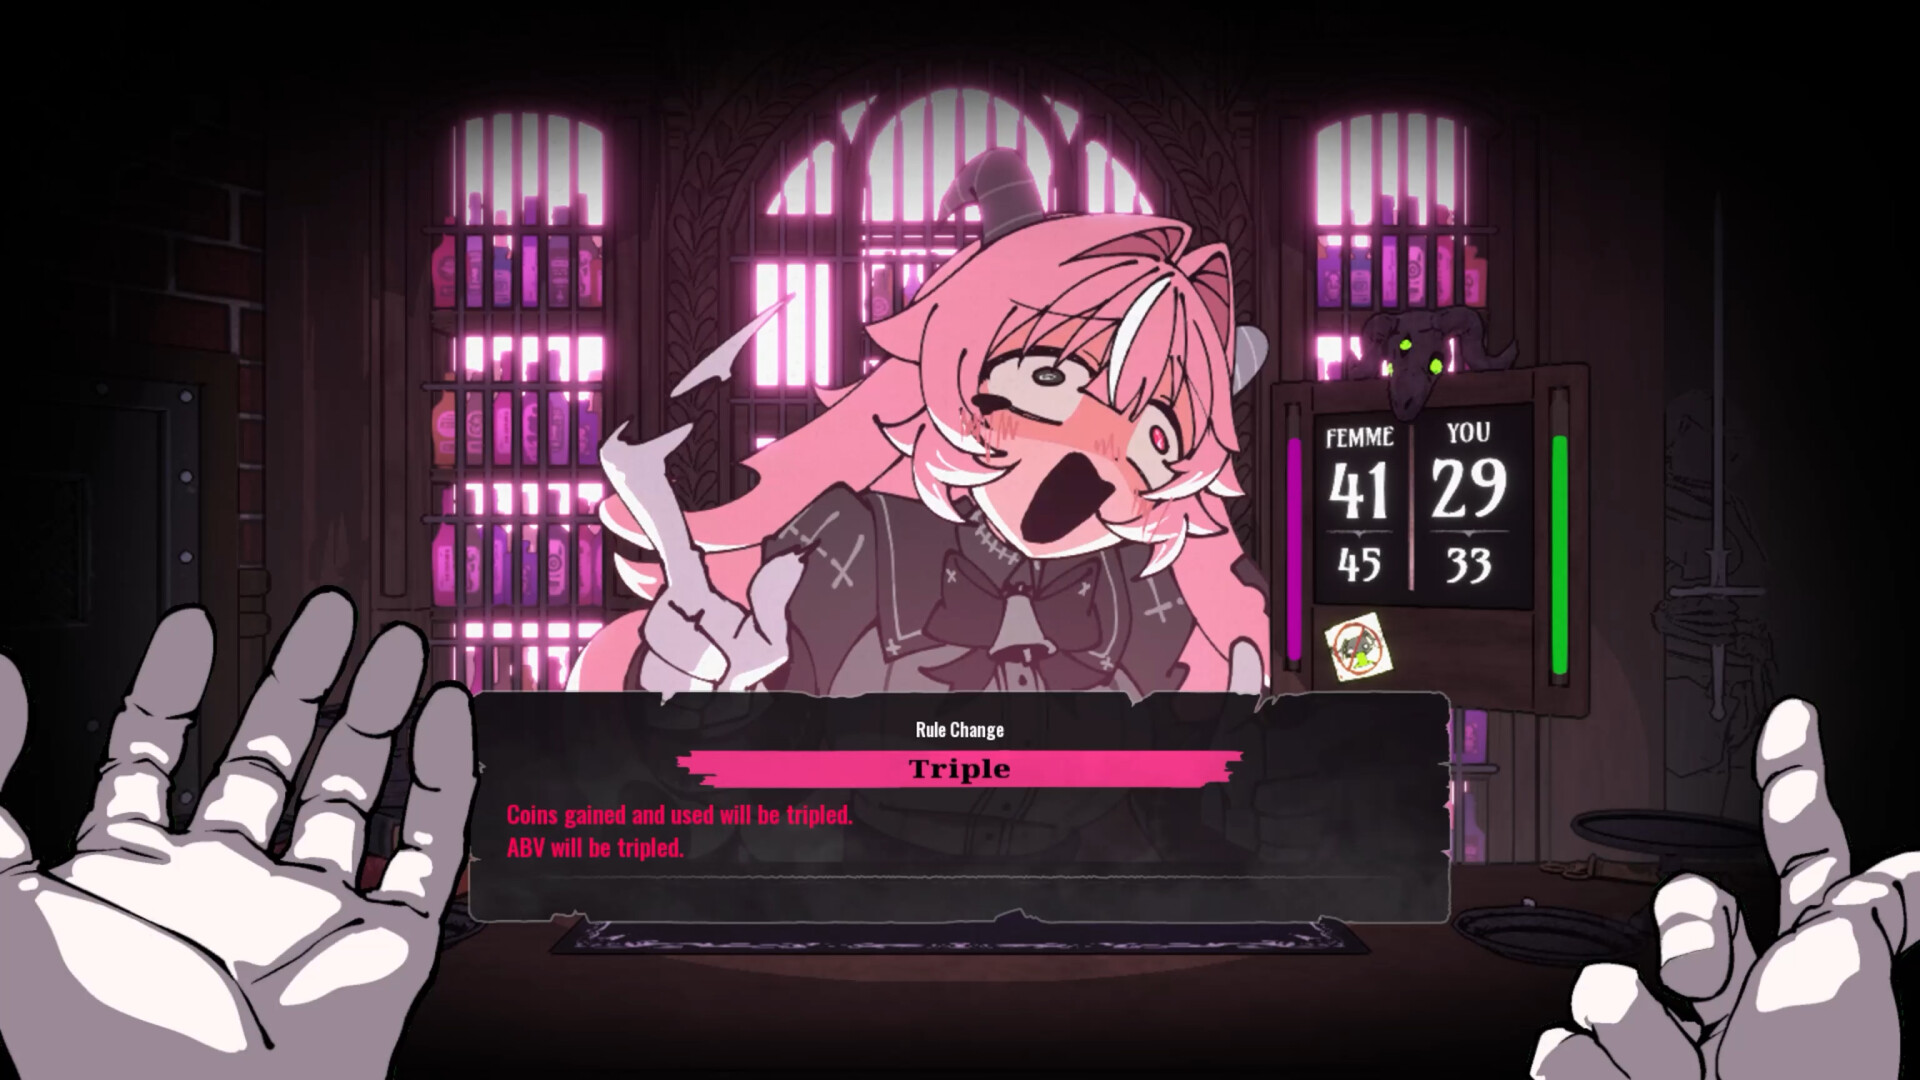 FEMME YOU
41 29
45 33
Rule Change
Triple
Coins gained and used will be tripled.
ABV will be tripled.